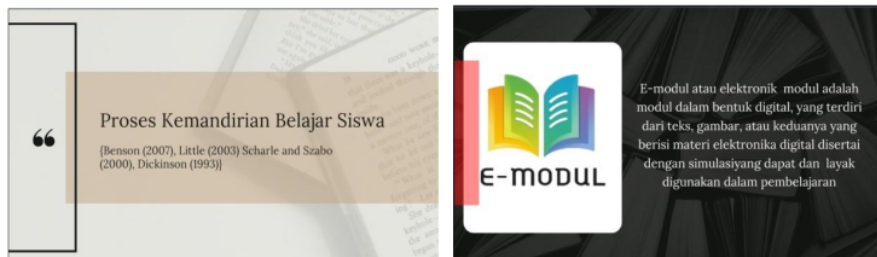 “
Proses Kemandirian Belajar Siswa
{Benson (2007), Little (2003) Scharle and Szabo
(2000), Dickinson (1993)}
E-MODUL
E-modul atau elektronik modul adalah
modul dalam bentuk digital, yang terdiri
dari teks, gambar, atau keduanya yang
berisi materi elektronika digital disertai
dengan simulasiyang dapat dan layak
digunakan dalam pembelajaran